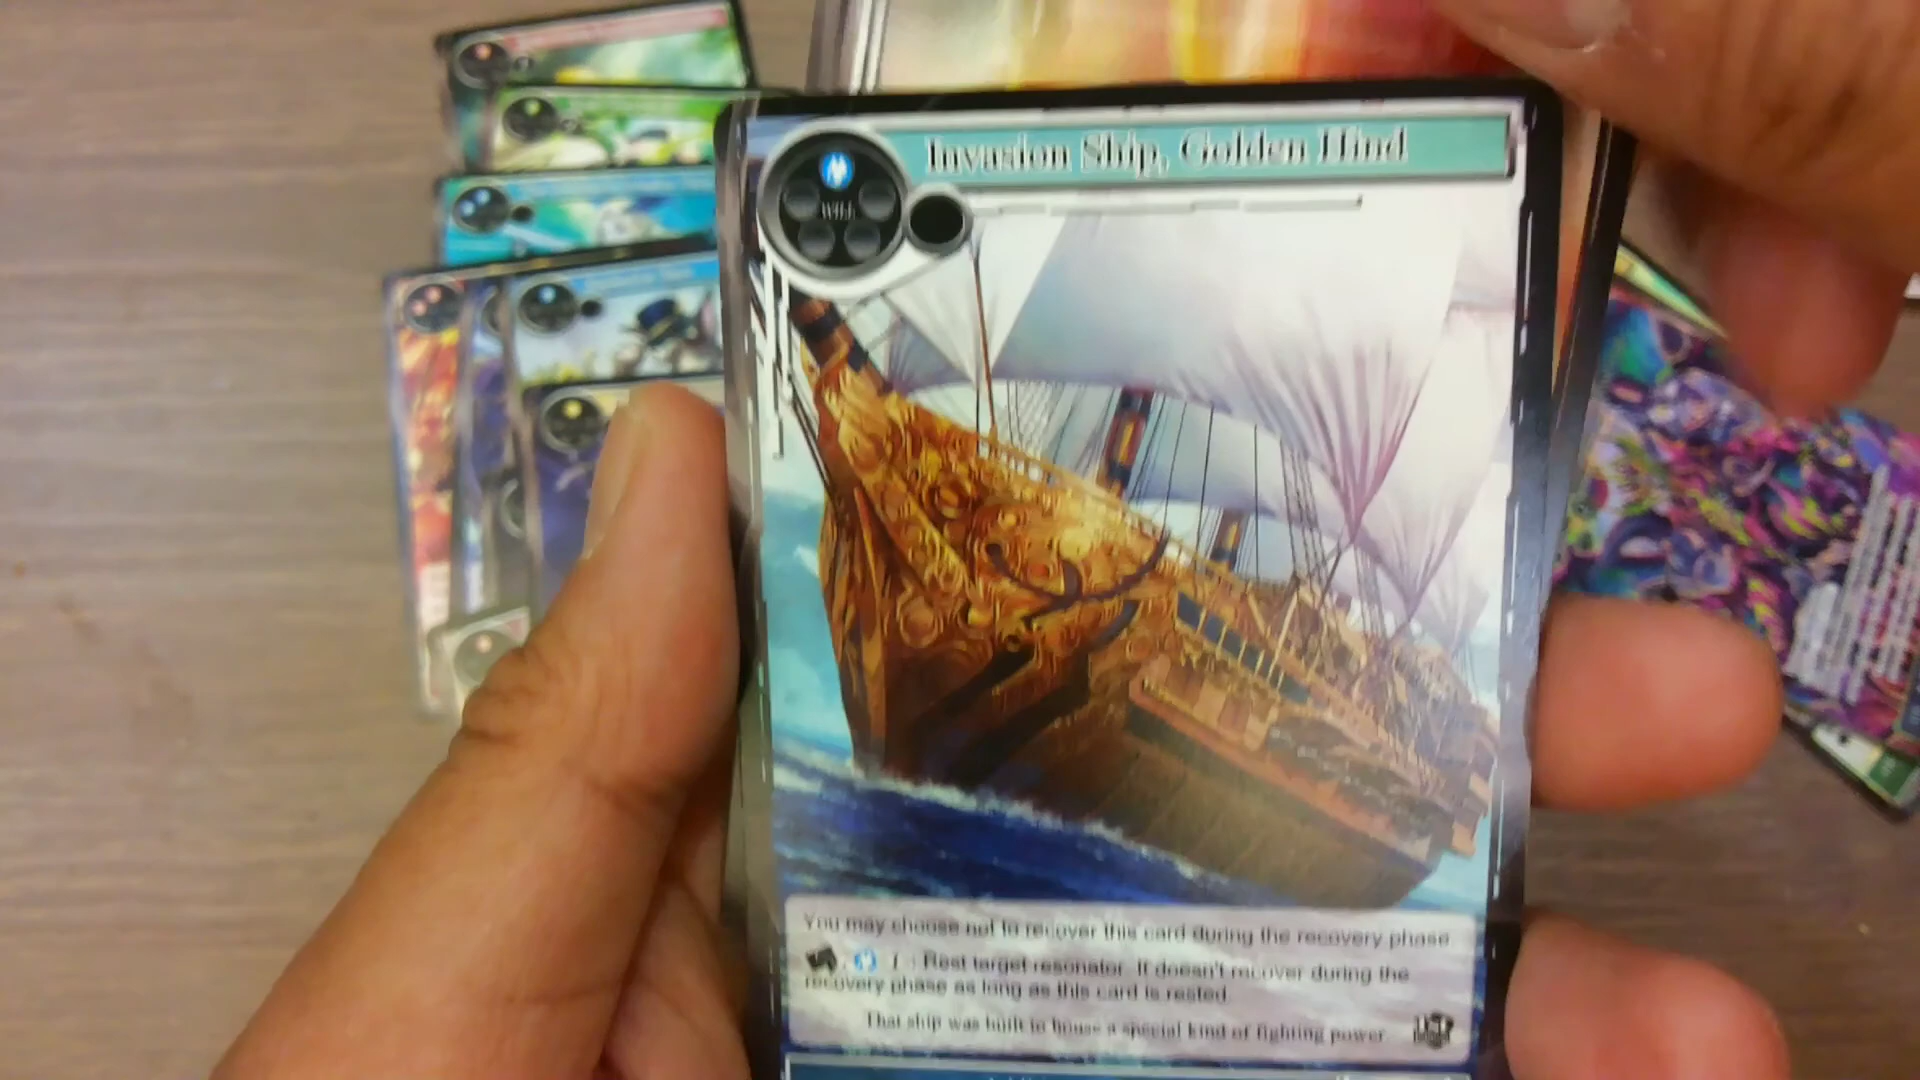 Invasion Ship, Golden Hind
WILL
You may choose not to recover this card during the recovery phase
: Rest target resonator. It doesn't recover during the
recovery phase as long as this card is rested.
That ship was built to house a special kind of fighting power